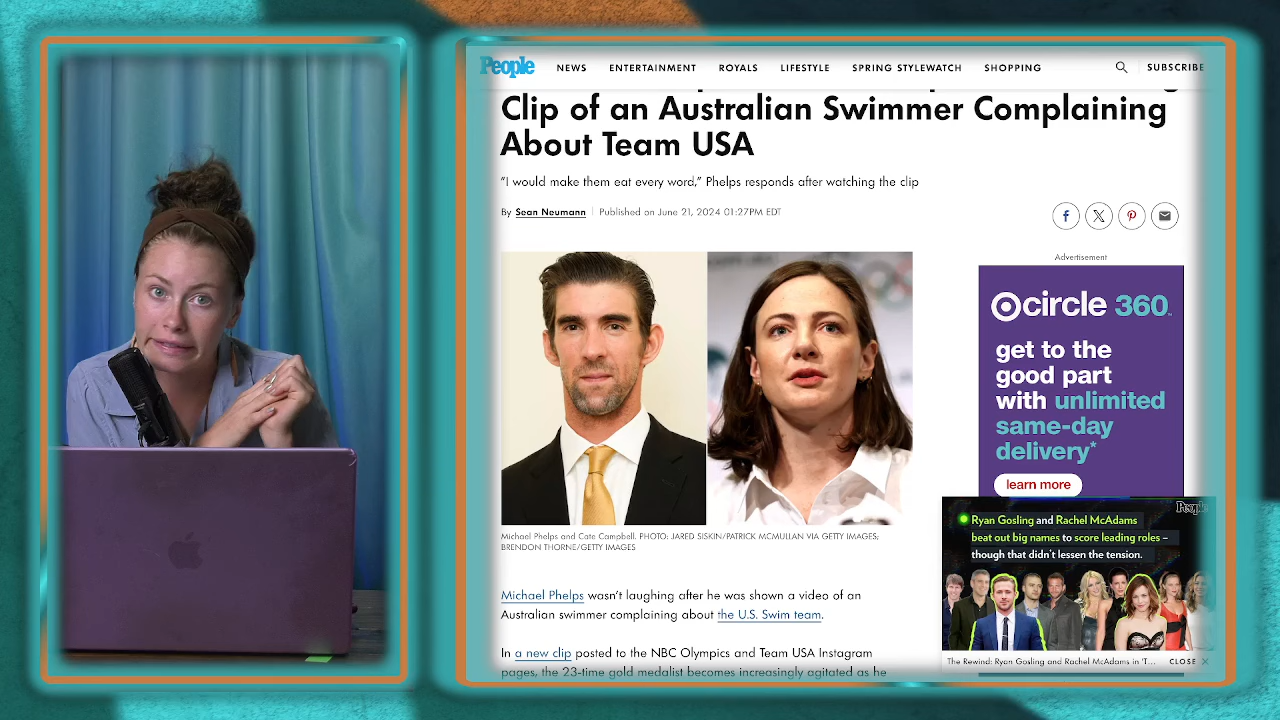 People
NEWS
ENTERTAINMENT
ROYALS
LIFESTYLE
SPRING STYLEWATCH
SHOPPING
SUBSCRIBE
Clip of an Australian Swimmer Complaining
About Team USA
"I would make them eat every word," Phelps responds after watching the clip
By Sean Neumann
Published on June 21, 2024 01:27PM EDT
Advertisement
circle 360™
get to the
good part
with unlimited
same-day
delivery*
learn more
Michael Phelps and Cate Campbell. PHOTO: JARED SISKIN/PATRICK MCMULLAN VIA GETTY IMAGES;
BRENDON THORNE/GETTY IMAGES
People
Ryan Gosling and Rachel McAdams
beat out big names to score leading roles –
though that didn't lessen the tension.
The Rewind: Ryan Gosling and Rachel McAdams in 'T...
CLOSE X
Michael Phelps wasn't laughing after he was shown a video of an
Australian swimmer complaining about the U.S. Swim team.
In a new clip posted to the NBC Olympics and Team USA Instagram
pages, the 23-time gold medalist becomes increasingly agitated as he